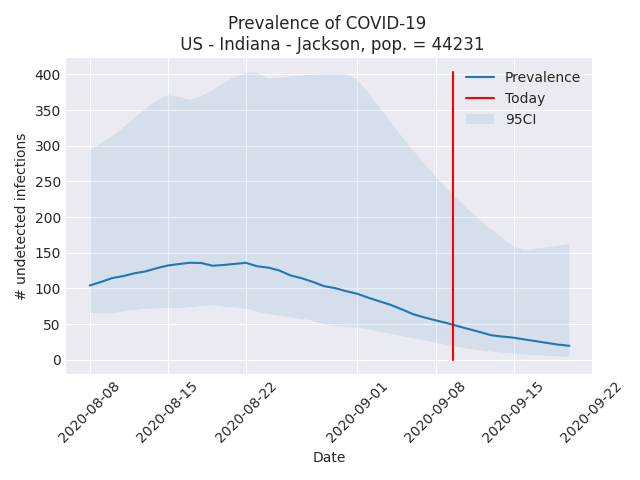 Prevalence of COVID-19
US - Indiana - Jackson, pop. = 44231
# undetected infections
400
350
300
250
200
150
100
50
0
Prevalence
Today
95CI
2020-08-08
2020-08-15
2020-08-22
2020-09-01
2020-09-08
2020-09-15
2020-09-22
Date